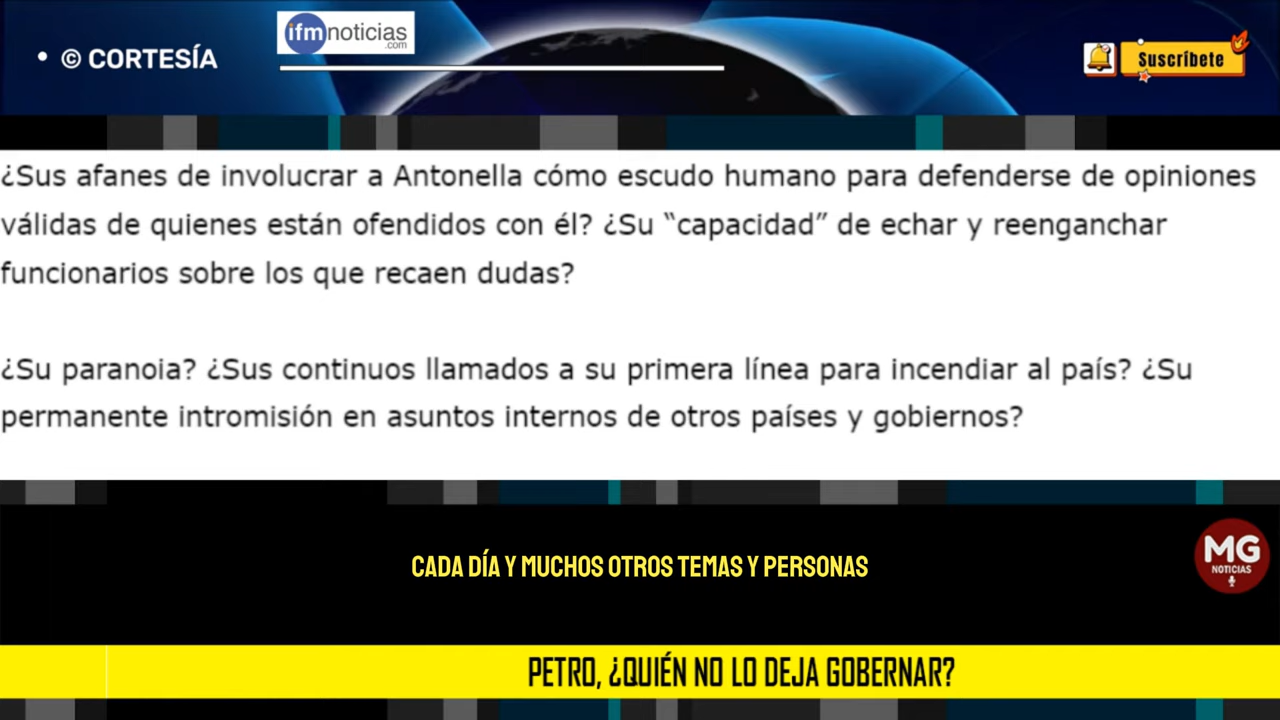 • © CORTESÍA
ifmnoticias
.com
Suscríbete
¿Sus afanes de involucrar a Antonella cómo escudo humano para defenderse de opiniones
válidas de quienes están ofendidos con él? ¿Su “capacidad” de echar y reenganchar
funcionarios sobre los que recaen dudas?
¿Su paranoia? ¿Sus continuos llamados a su primera línea para incendiar al país? ¿Su
permanente intromisión en asuntos internos de otros países y gobiernos?
CADA DÍA Y MUCHOS OTROS TEMAS Y PERSONAS
MG
NOTICIAS
PETRO, ¿QUIÉN NO LO DEJA GOBERNAR?